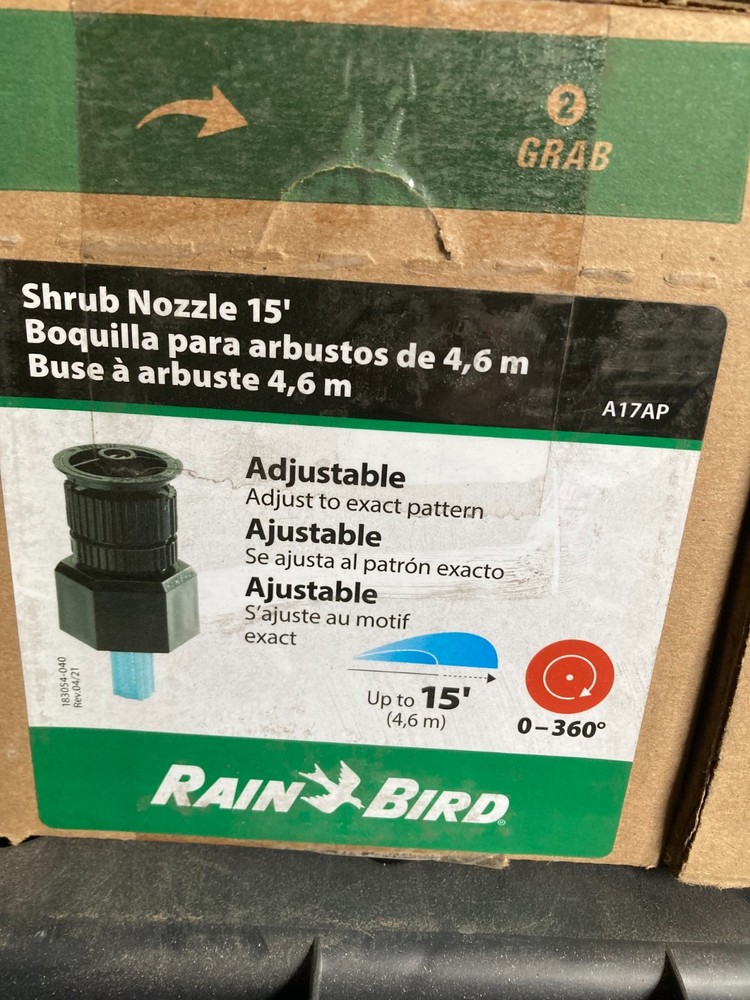 2
GRAB
Shrub Nozzle 15'
Boquilla para arbustos de 4,6 m
Buse à arbuste 4,6 m
A17AP
Adjustable
Adjust to exact pattern
Ajustable
Se ajusta al patrón exacto
Ajustable
S'ajuste au motif
exact
Up to 15'
(4,6 m)
0–360°
183054-040
Rev.04/21
RAIN BIRD®